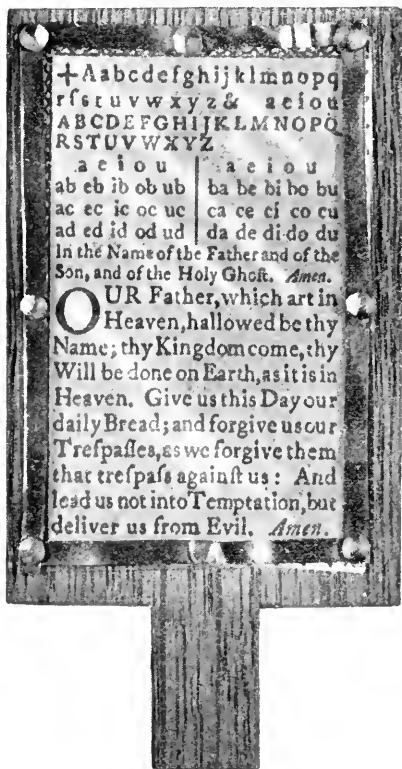 +Aabcdefghijklmnopq
rſstuvwxyz& aeiou
ABCDEFGHIJKLMNOPQ
RSTUVWXYZ
a e i o u | a e i o u
ab eb ib ob ub | ba be bi bo bu
ac ec ic oc uc | ca ce ci co cu
ad ed id od ud | da de di do du
In the Name of the Father and of the
Son, and of the Holy Ghoſt. Amen.
OUR Father, which art in
Heaven, hallowed be thy
Name; thy Kingdom come, thy
Will be done on Earth, as it is in
Heaven. Give us this Day our
daily Bread; and forgive us our
Treſpaſſes, as we forgive them
that treſpaſs againſt us: And
lead us not into Temptation, but
deliver us from Evil. Amen.